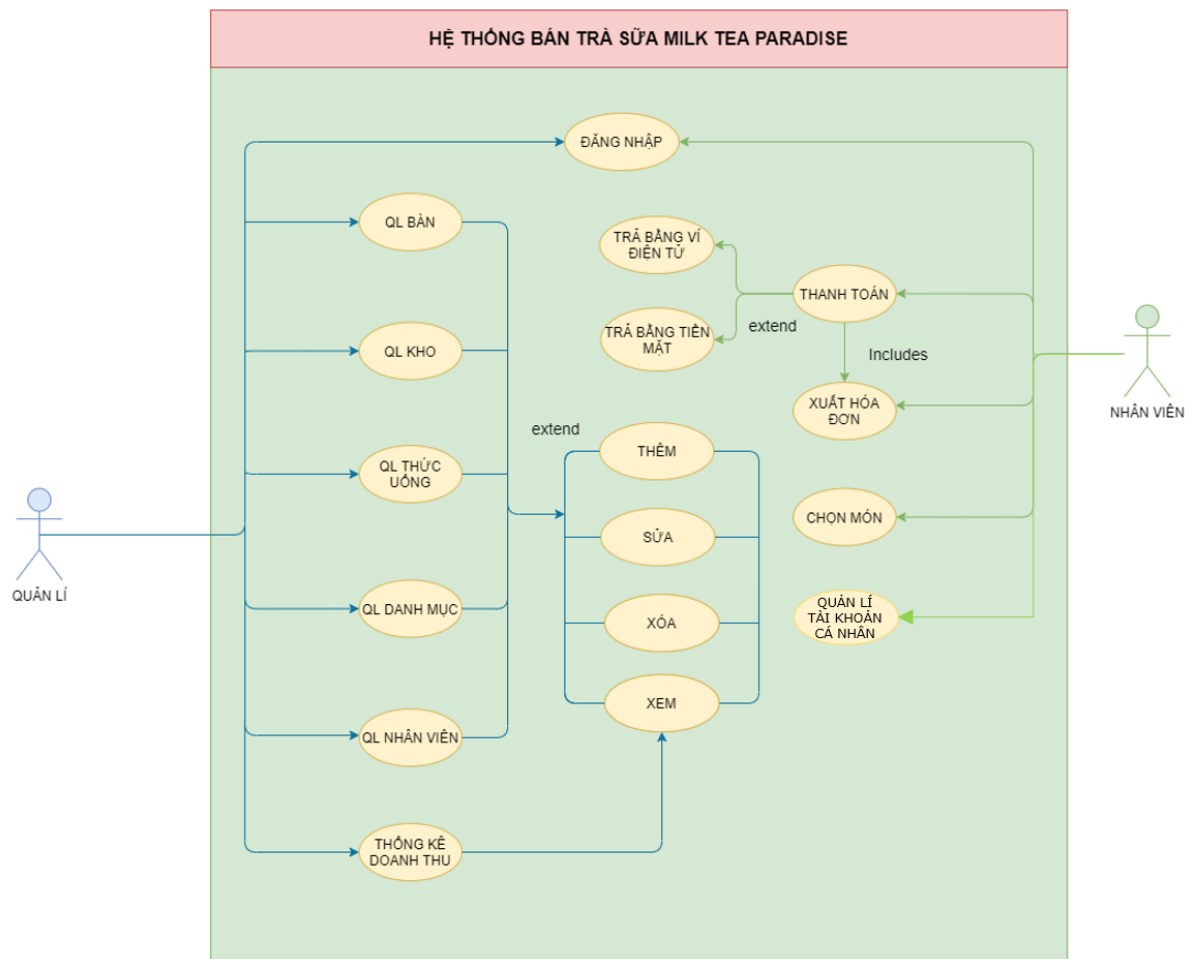 HỆ THỐNG BÁN TRÀ SỮA MILK TEA PARADISE
ĐĂNG NHẬP
QL BÀN
TRẢ BẰNG VÍ
ĐIỆN TỬ
THANH TOÁN
extend
TRẢ BẰNG TIỀN
MẶT
QL KHO
Includes
XUẤT HÓA
ĐƠN
NHÂN VIÊN
extend
THÊM
QL THỨC
UỐNG
CHỌN MÓN
SỬA
QUẢN LÍ
QL DANH MỤC
XÓA
QUẢN LÍ
TÀI KHOẢN
CÁ NHÂN
XEM
QL NHÂN VIÊN
THỐNG KÊ
DOANH THU